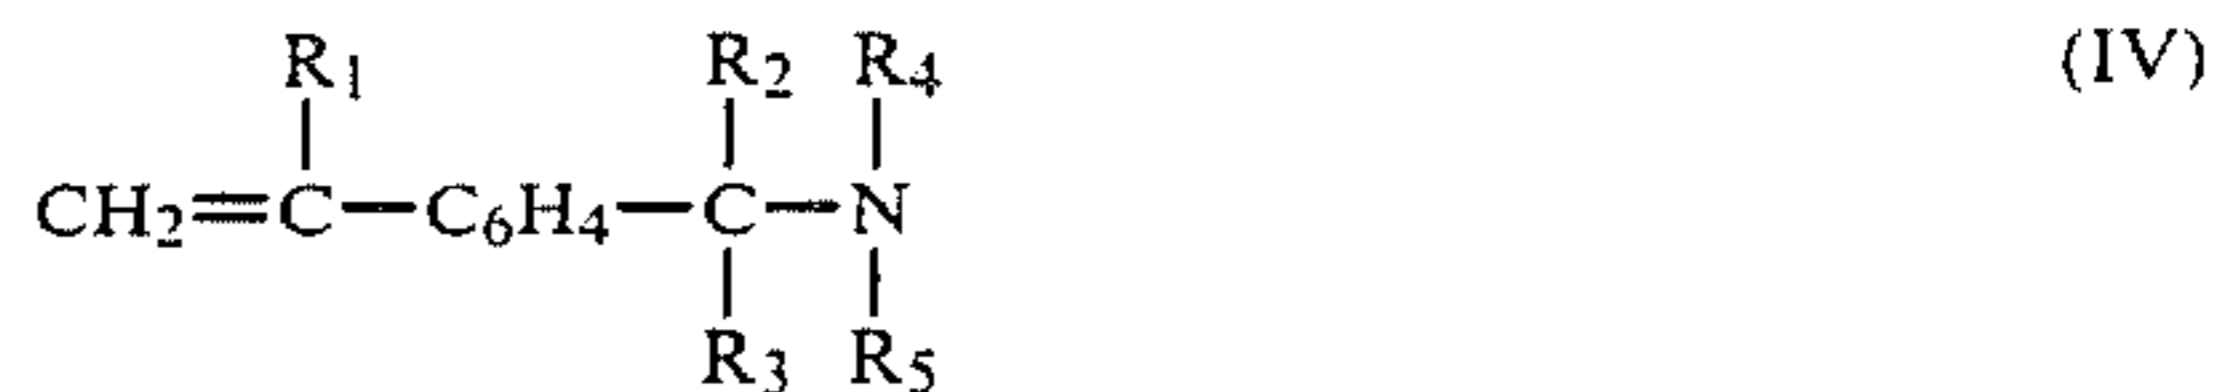 R1 R2 R4 (IV)
CH2=C—C6H4—C—N
R3 R5